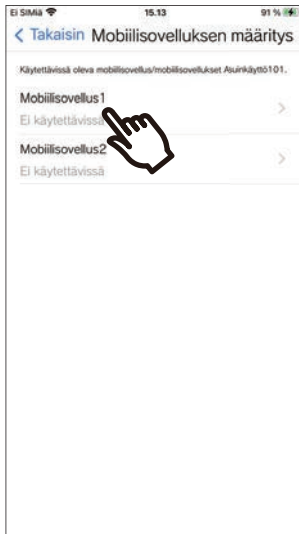 Ei SIMiä 15.13 91 %
Takaisin Mobiilisovelluksen määritys
Käytettävissä oleva mobiilisovellus/mobiilisovellukset Asuinkäyttö101.
Mobiilisovellus1
Ei käytettävissä
Mobiilisovellus2
Ei käytettävissä